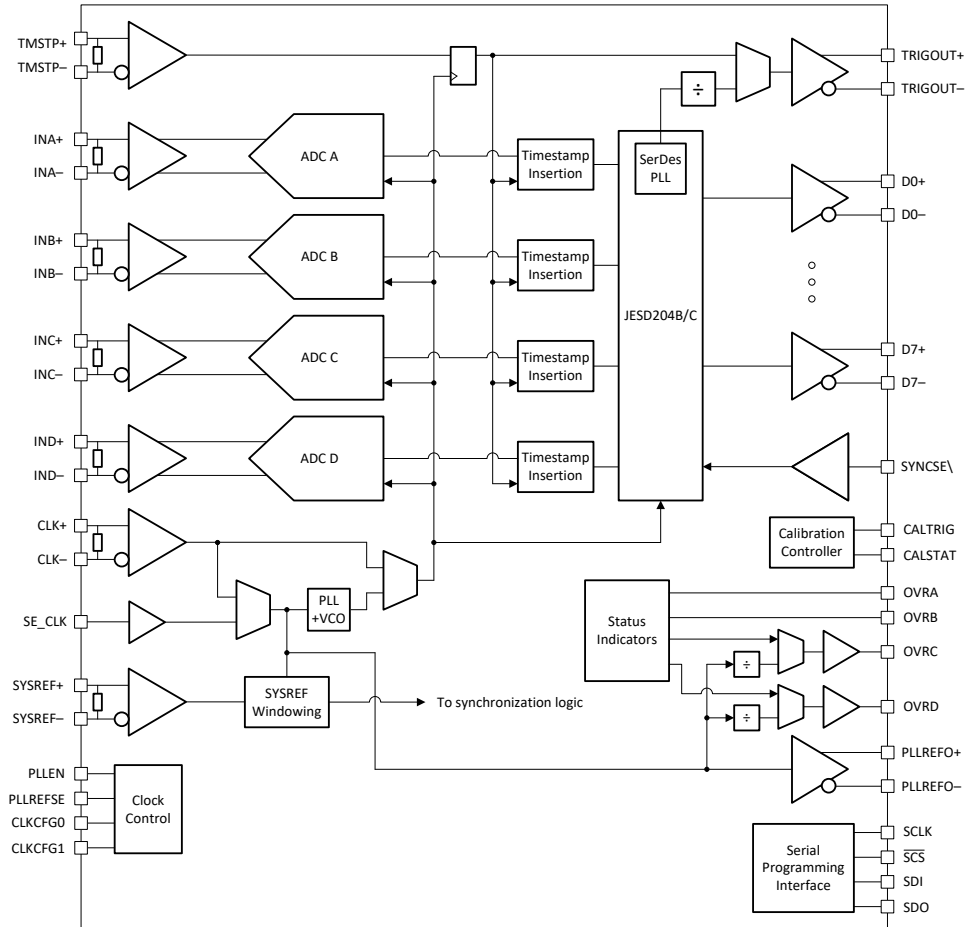 TMSTP+
TMSTP–
INA+
INA–
INB+
INB–
INC+
INC–
IND+
IND–
CLK+
CLK–
SE_CLK
SYSREF+
SYSREF–
PLLEN
PLLREFSE
CLKCFG0
CLKCFG1
Clock
Control
ADC A
ADC B
ADC C
ADC D
PLL
+VCO
SYSREF
Windowing
To synchronization logic
Timestamp
Insertion
Timestamp
Insertion
Timestamp
Insertion
Timestamp
Insertion
÷
SerDes
PLL
JESD204B/C
Calibration
Controller
Status
Indicators
÷
÷
Serial
Programming
Interface
TRIGOUT+
TRIGOUT–
D0+
D0–
D7+
D7–
SYNCSE\
CALTRIG
CALSTAT
OVRA
OVRB
OVRC
OVRD
PLLREFO+
PLLREFO–
SCLK
SCS
SDI
SDO